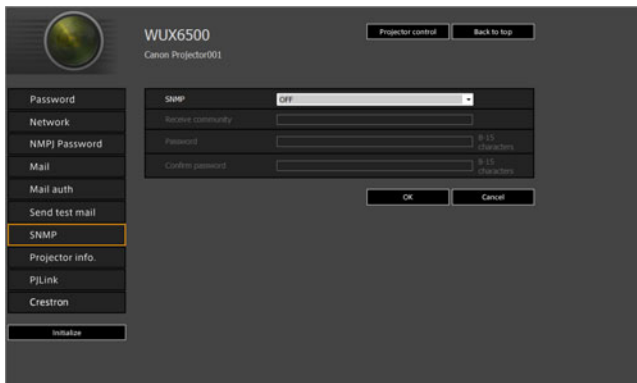 WUX6500
Canon Projector001
Projector control
Back to top
Password
Network
NMPJ Password
Mail
Mail auth
Send test mail
SNMP
Projector info.
PJLink
Crestron
Initialize
SNMP OFF
Receive community
Password 8-15 characters
Confirm password 8-15 characters
OK
Cancel